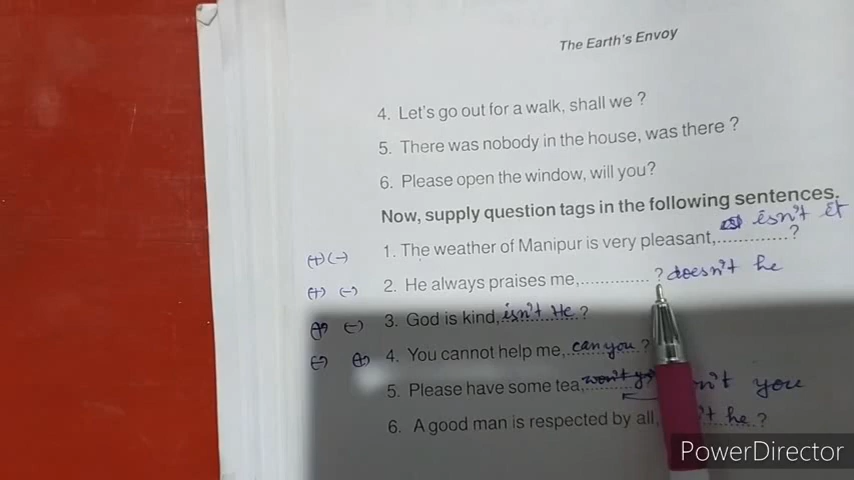 The Earth's Envoy
4. Let's go out for a walk, shall we ?
5. There was nobody in the house, was there ?
6. Please open the window, will you?
Now, supply question tags in the following sentences.
isn't it
(+) (-) 1. The weather of Manipur is very pleasant,..............?
(+) (-) 2. He always praises me,...............? doesn't he
(-) 3. God is kind, isn't He ?
(-) (+) 4. You cannot help me, can you ?
5. Please have some tea, n't you
6. A good man is respected by all, 't he ?
PowerDirector